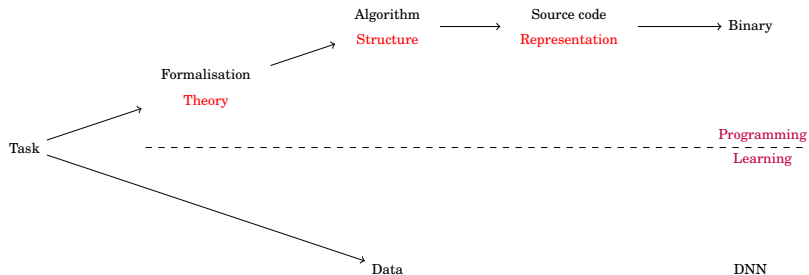 Algorithm
Structure
Source code
Representation
Binary
Formalisation
Theory
Task
Programming
Learning
Data
DNN